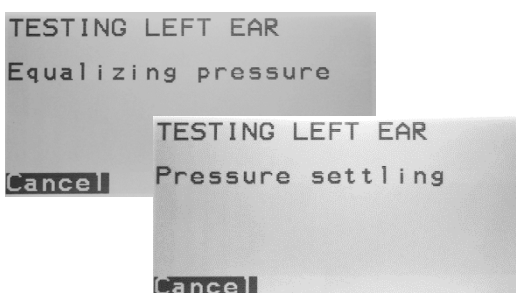 TESTING LEFT EAR
Equalizing pressure
Cancel
TESTING LEFT EAR
Pressure settling
Cancel